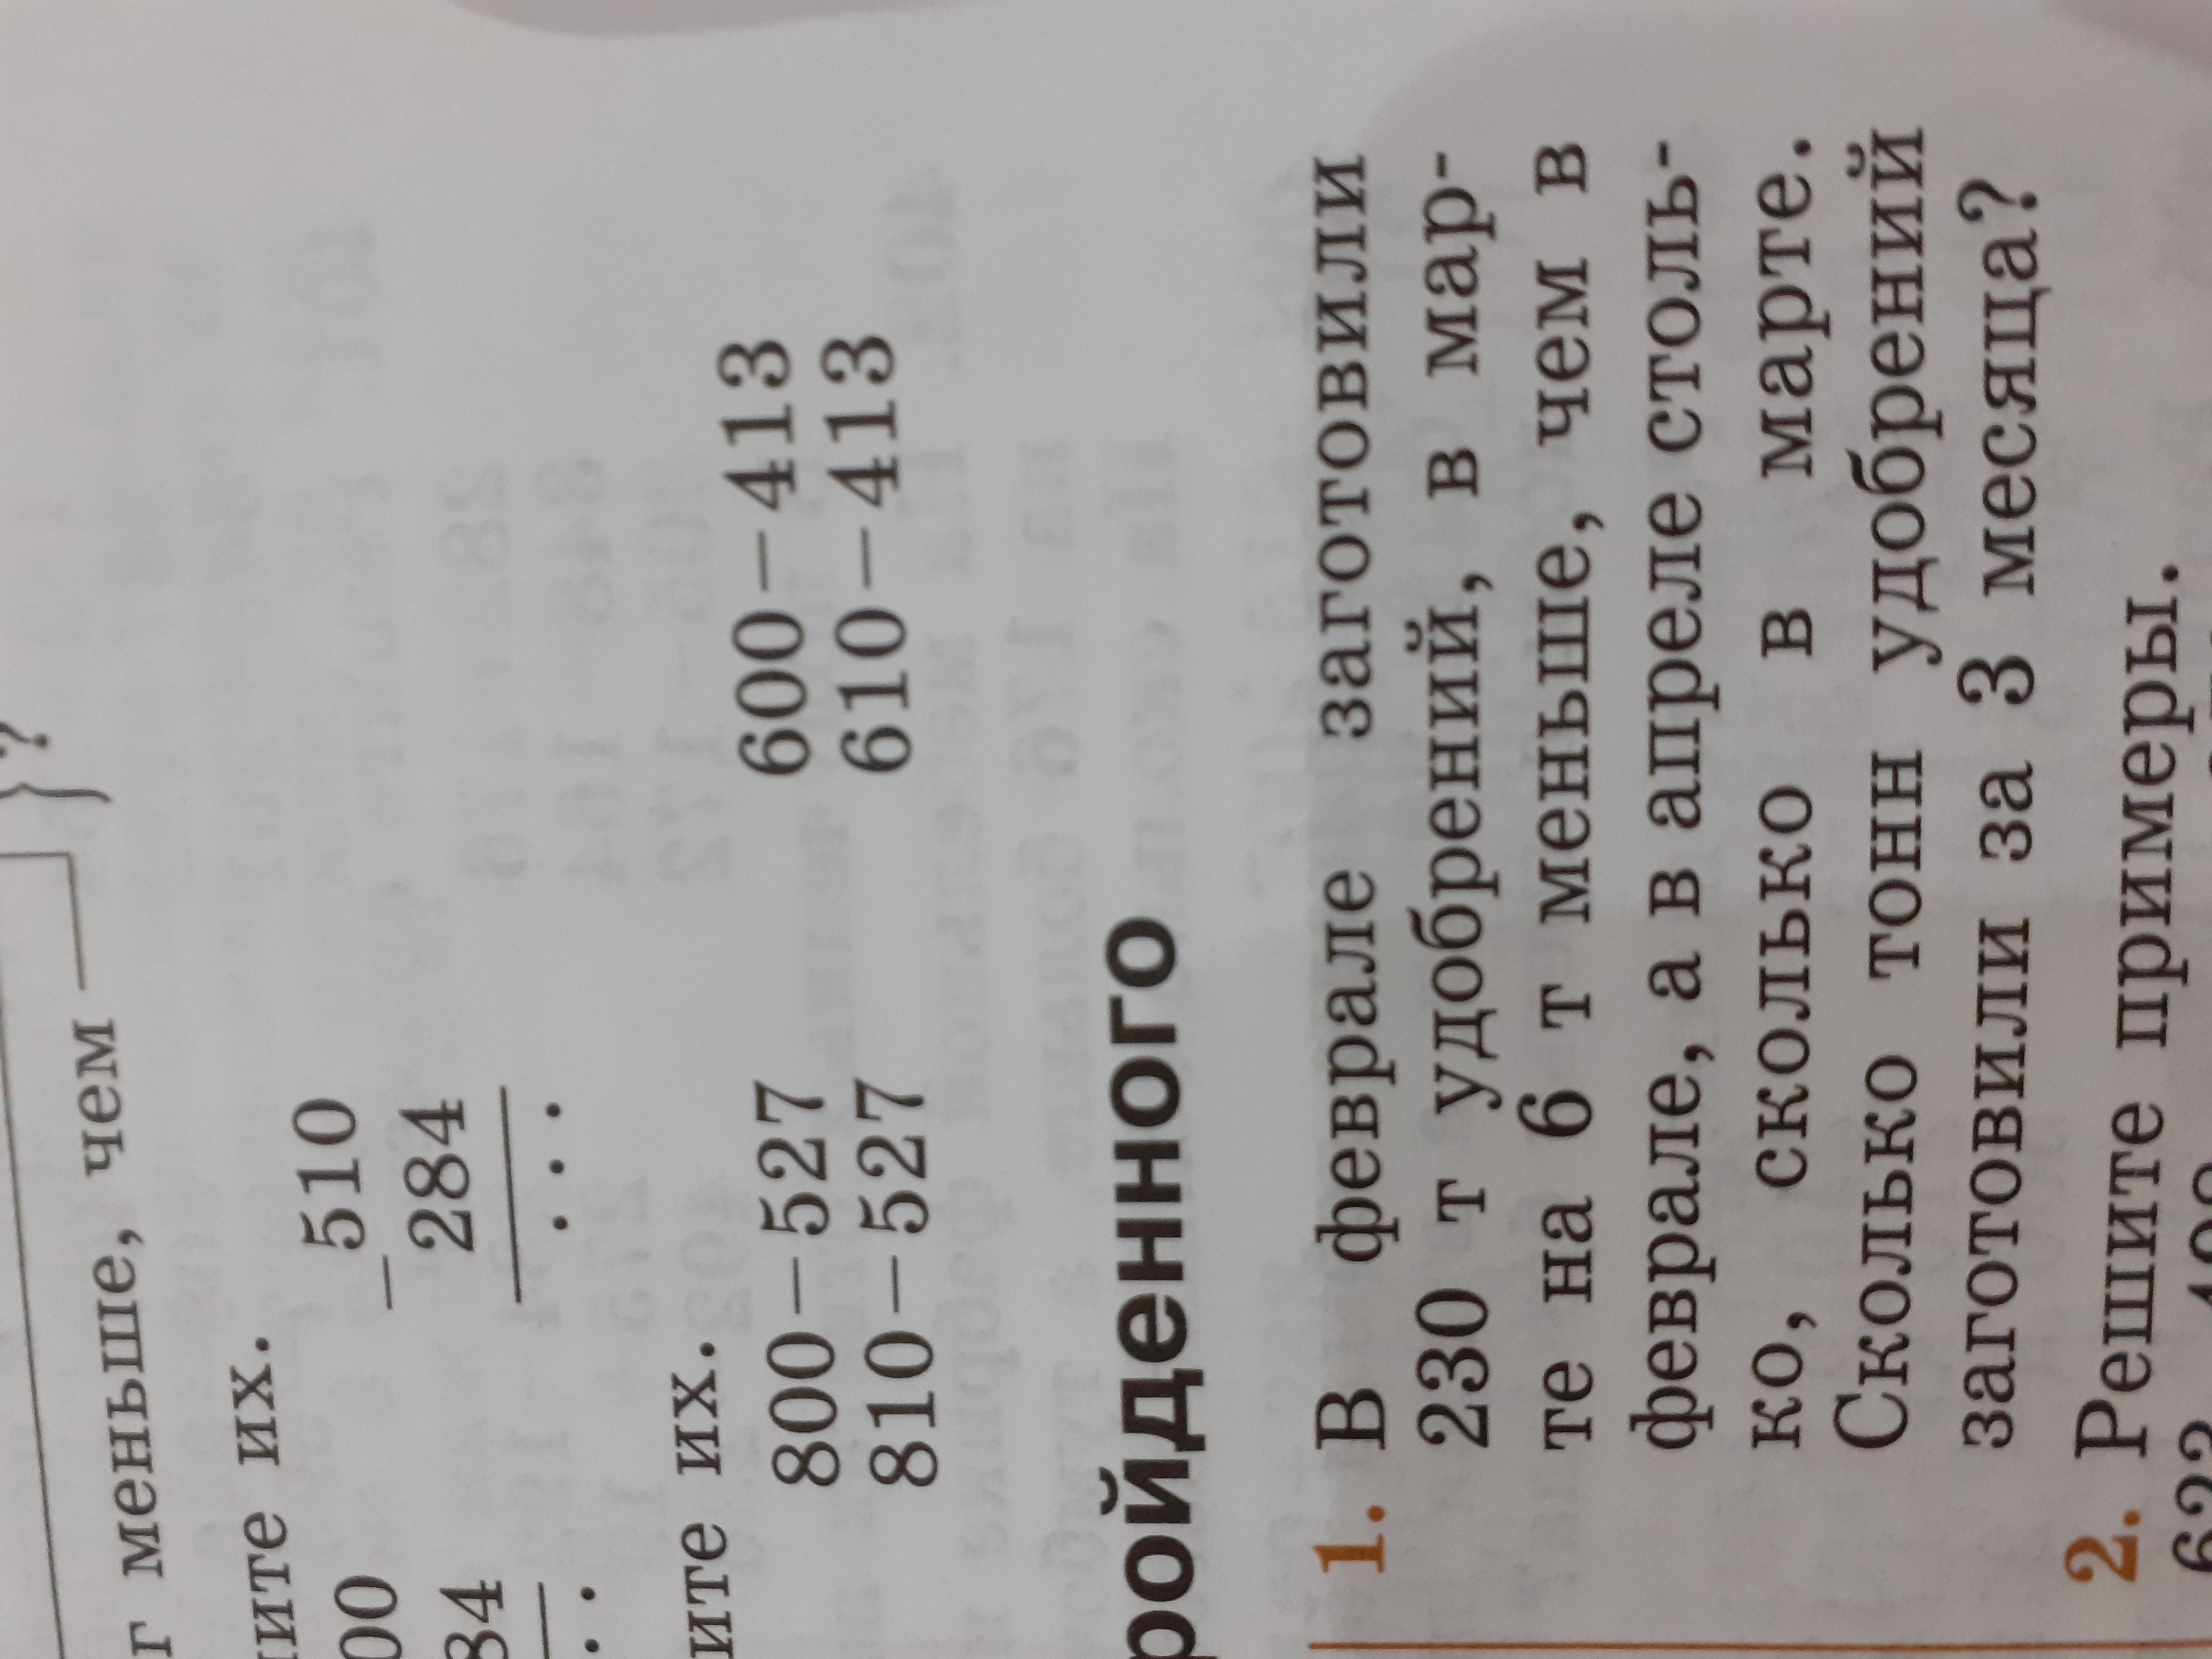 }?
г меньше, чем
ите их.
00 − 510
84 284
. . . . .
ите их.
800−527 600−413
810−527 610−413
ройденного
1. В феврале заготовили
230 т удобрений, в мар-
те на 6 т меньше, чем в
феврале, а в апреле столь-
ко, сколько в марте.
Сколько тонн удобрений
заготовили за 3 месяца?
2. Решите примеры.